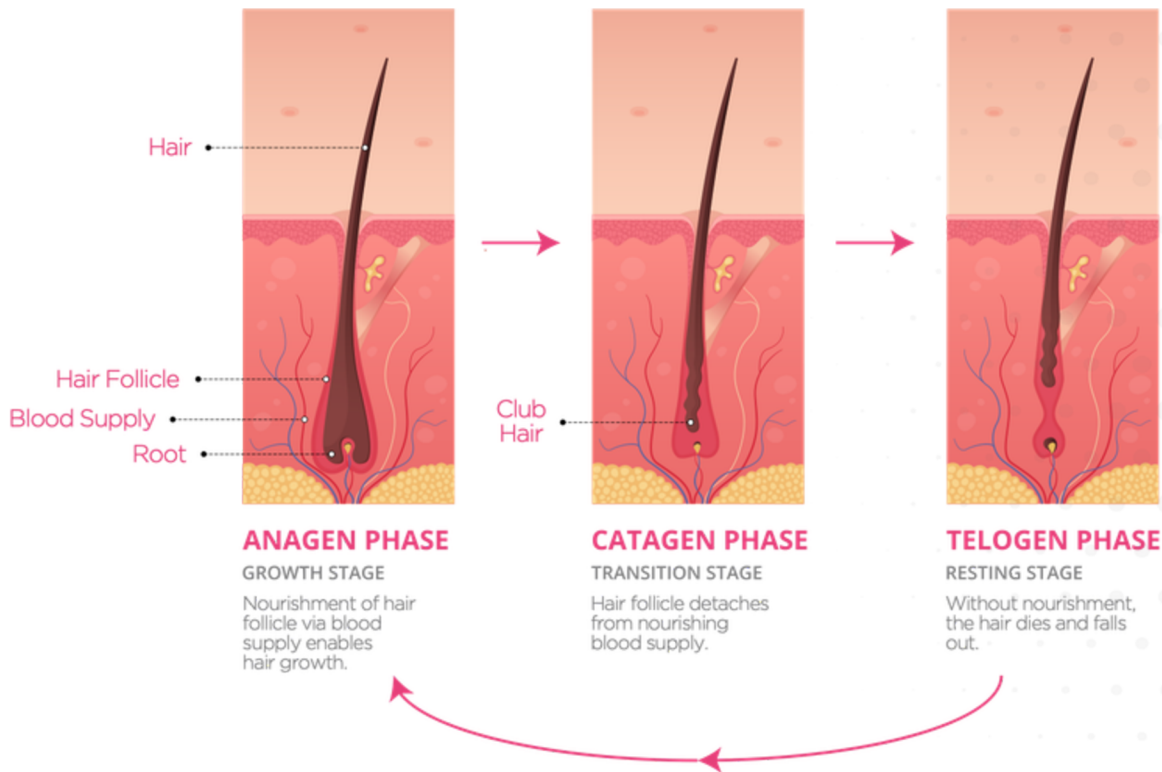 Hair
Hair Follicle
Blood Supply
Root
Club
Hair
ANAGEN PHASE
GROWTH STAGE
Nourishment of hair
follicle via blood
supply enables
hair growth.
CATAGEN PHASE
TRANSITION STAGE
Hair follicle detaches
from nourishing
blood supply.
TELOGEN PHASE
RESTING STAGE
Without nourishment,
the hair dies and falls
out.